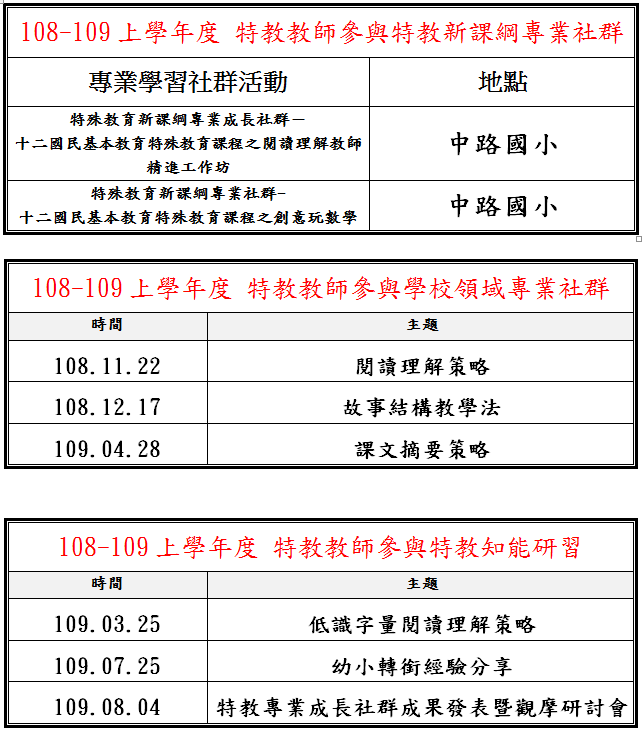 108-109上學年度 特教教師參與特教新課綱專業社群
專業學習社群活動 地點
特殊教育新課綱專業成長社群－
十二國民基本教育特殊教育課程之閱讀理解教師
精進工作坊
中路國小
特殊教育新課綱專業社群-
十二國民基本教育特殊教育課程之創意玩數學
中路國小
108-109上學年度 特教教師參與學校領域專業社群
時間 主題
108.11.22 閱讀理解策略
108.12.17 故事結構教學法
109.04.28 課文摘要策略
108-109上學年度 特教教師參與特教知能研習
時間 主題
109.03.25 低識字量閱讀理解策略
109.07.25 幼小轉銜經驗分享
109.08.04 特教專業成長社群成果發表暨觀摩研討會